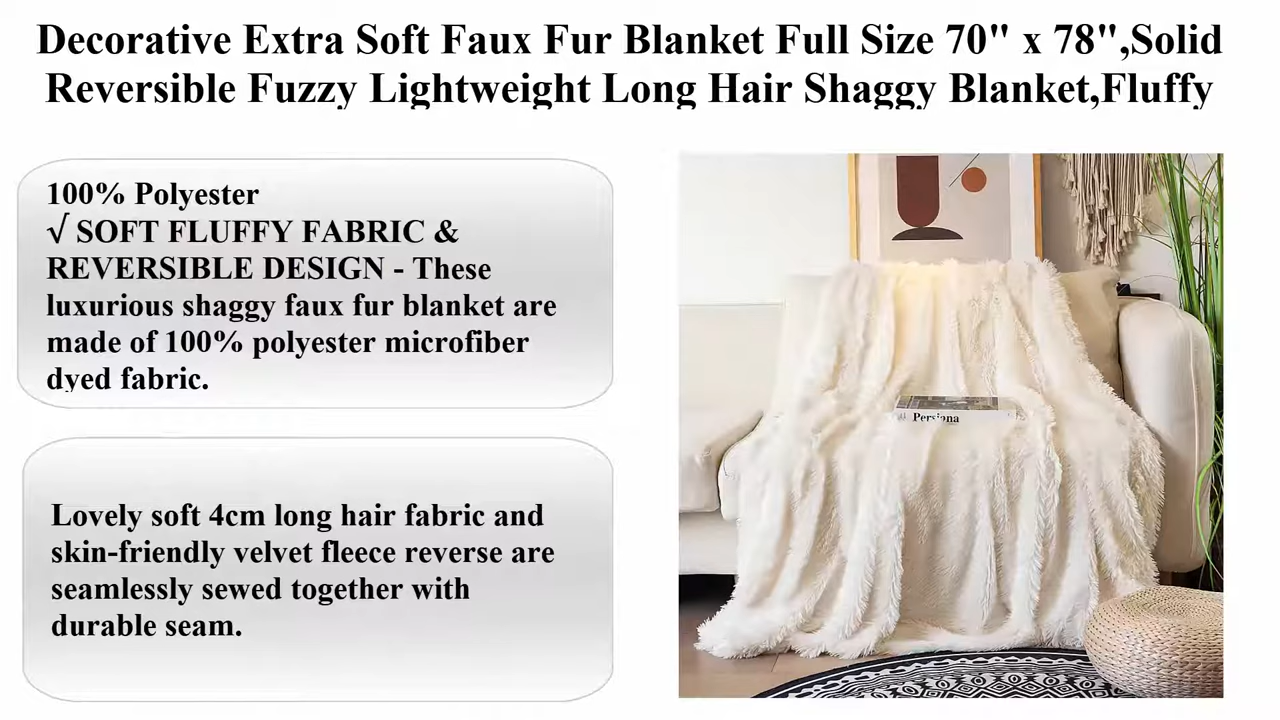 Decorative Extra Soft Faux Fur Blanket Full Size 70" x 78",Solid
Reversible Fuzzy Lightweight Long Hair Shaggy Blanket,Fluffy
100% Polyester
√ SOFT FLUFFY FABRIC &
REVERSIBLE DESIGN - These
luxurious shaggy faux fur blanket are
made of 100% polyester microfiber
dyed fabric.
Lovely soft 4cm long hair fabric and
skin-friendly velvet fleece reverse are
seamlessly sewed together with
durable seam.
Persiona